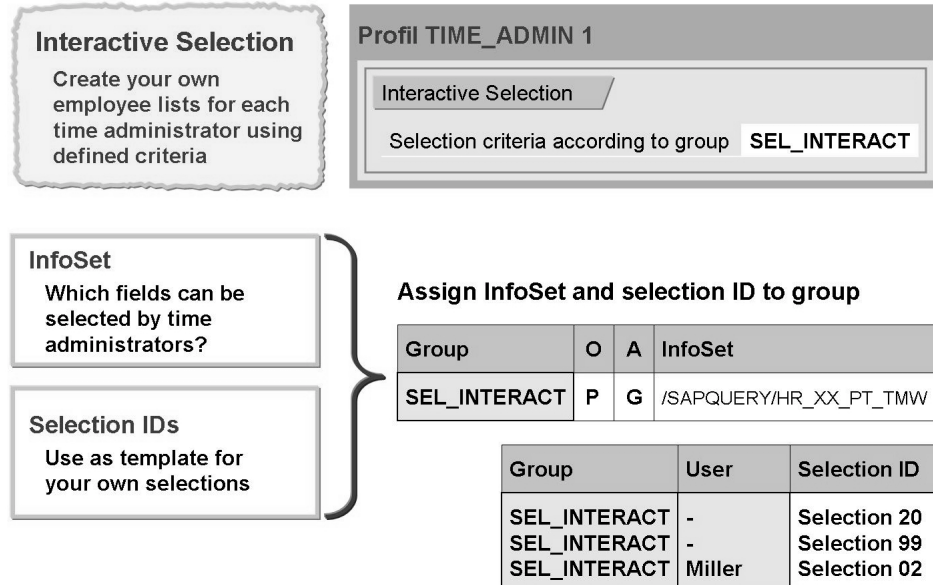 Interactive Selection
Create your own
employee lists for each
time administrator using
defined criteria
Profil TIME_ADMIN 1
Interactive Selection
Selection criteria according to group SEL_INTERACT
InfoSet
Which fields can be
selected by time
administrators?
Selection IDs
Use as template for
your own selections
Assign InfoSet and selection ID to group
Group O A InfoSet
SEL_INTERACT P G /SAPQUERY/HR_XX_PT_TMW
Group User Selection ID
SEL_INTERACT - Selection 20
SEL_INTERACT - Selection 99
SEL_INTERACT Miller Selection 02